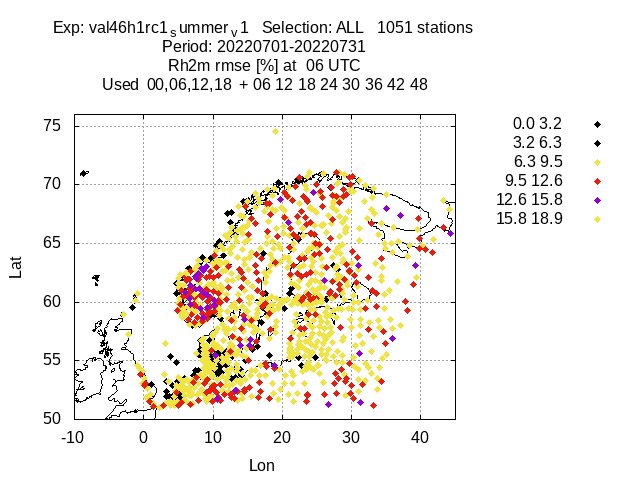 Exp: val46h1rc1summerv1 Selection: ALL 1051 stations
Period: 20220701-20220731
Rh2m rmse [%] at 06 UTC
Used 00,06,12,18 + 06 12 18 24 30 36 42 48
0.0 3.2
3.2 6.3
6.3 9.5
9.5 12.6
12.6 15.8
15.8 18.9
75
70
65
60
55
50
Lat
-10 0 10 20 30 40
Lon